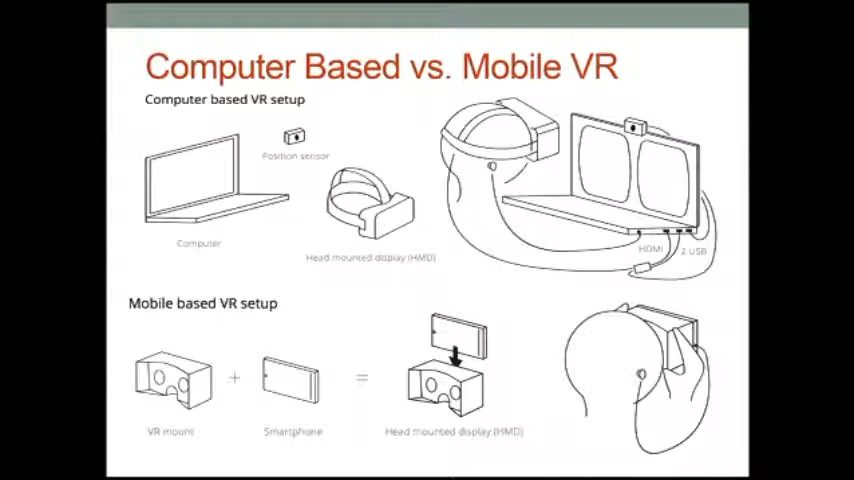 Computer Based vs. Mobile VR
Computer based VR setup
Position sensor
Computer
Head mounted display (HMD)
HDMI
2 USB
Mobile based VR setup
+
=
VR mount
Smartphone
Head mounted display (HMD)